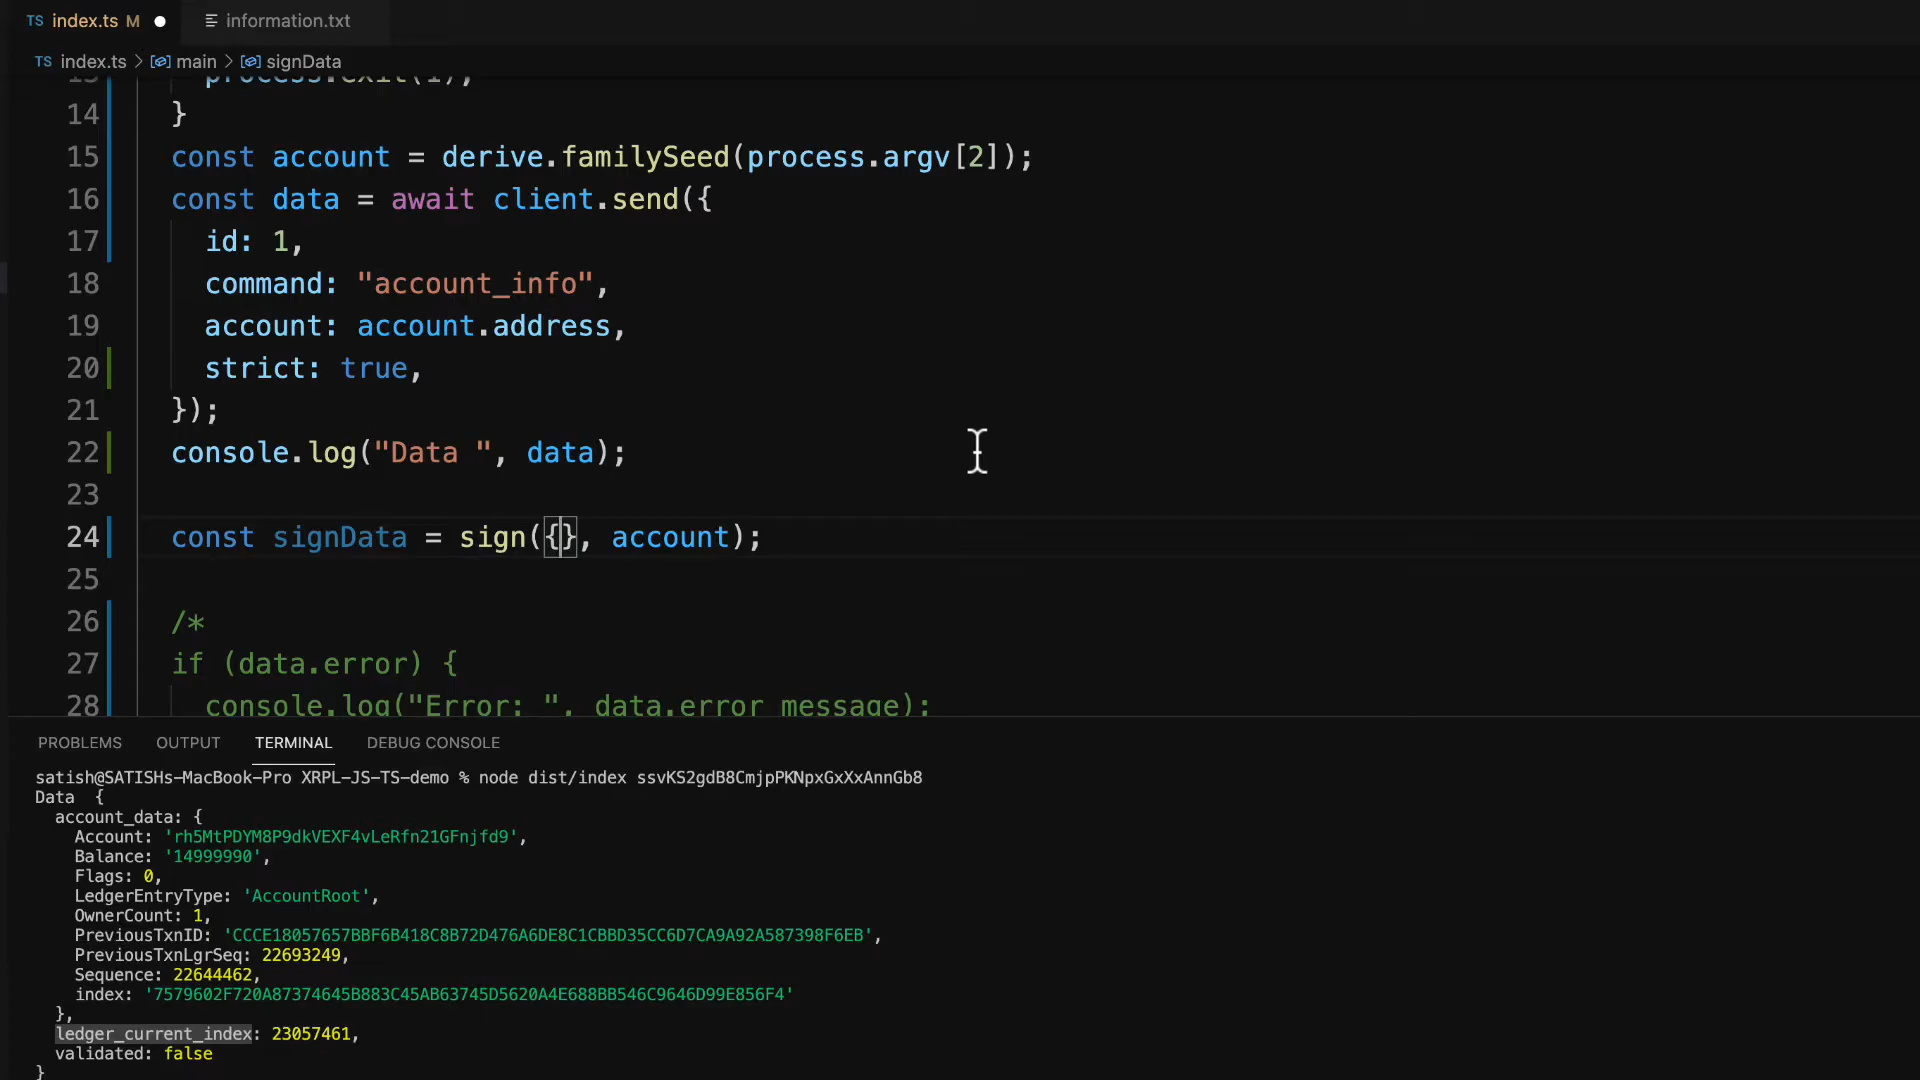 TS index.ts M
information.txt
TS index.ts > main > signData
13 process.exit(1);
14 }
15 const account = derive.familySeed(process.argv[2]);
16 const data = await client.send({
17 id: 1,
18 command: "account_info",
19 account: account.address,
20 strict: true,
21 });
22 console.log("Data ", data);
23
24 const signData = sign({}, account);
25
26 /*
27 if (data.error) {
28 console.log("Error: ", data.error_message);
PROBLEMS OUTPUT TERMINAL DEBUG CONSOLE
satish@SATISHs-MacBook-Pro XRPL-JS-TS-demo % node dist/index ssvKS2gdB8CmjpPKNpxGxXxAnnGb8
Data {
account_data: {
Account: 'rh5MtPDYM8P9dkVEXF4vLeRfn21GFnjfd9',
Balance: '14999990',
Flags: 0,
LedgerEntryType: 'AccountRoot',
OwnerCount: 1,
PreviousTxnID: 'CCCE18057657BBF6B418C8B72D476A6DE8C1CBBD35CC6D7CA9A92A587398F6EB',
PreviousTxnLgrSeq: 22693249,
Sequence: 22644462,
index: '7579602F720A87374645B883C45AB63745D5620A4E688BB546C9646D99E856F4'
},
ledger_current_index: 23057461,
validated: false
}